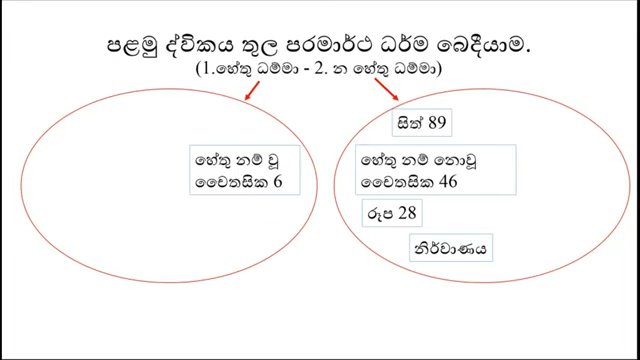 පළමු ද්විකය තුල පරමාර්ථ ධර්ම බෙදීයාම.
(1.හේතු ධම්මා - 2. න හේතු ධම්මා)
හේතු නම් වූ
චෛතසික 6
සිත් 89
හේතු නම් නොවූ
චෛතසික 46
රූප 28
නිර්වාණය